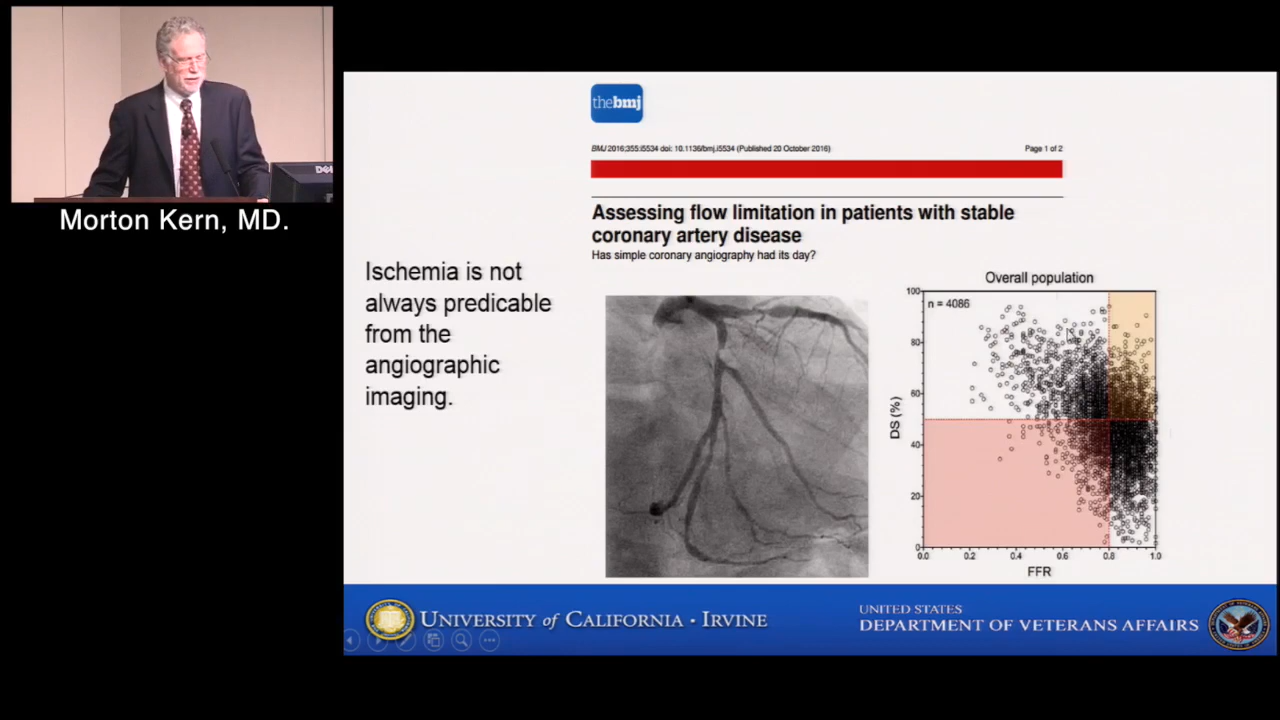 DELL
Morton Kern, MD.
thebmj
BMJ 2016;355:i5534 doi: 10.1136/bmj.i5534 (Published 20 October 2016)
Page 1 of 2
Assessing flow limitation in patients with stable
coronary artery disease
Has simple coronary angiography had its day?
Ischemia is not
always predicable
from the
angiographic
imaging.
Overall population
n = 4086
100
80
60
40
20
0
DS (%)
0.0 0.2 0.4 0.6 0.8 1.0
FFR
UNIVERSITY of CALIFORNIA • IRVINE
UNITED STATES
DEPARTMENT OF VETERANS AFFAIRS